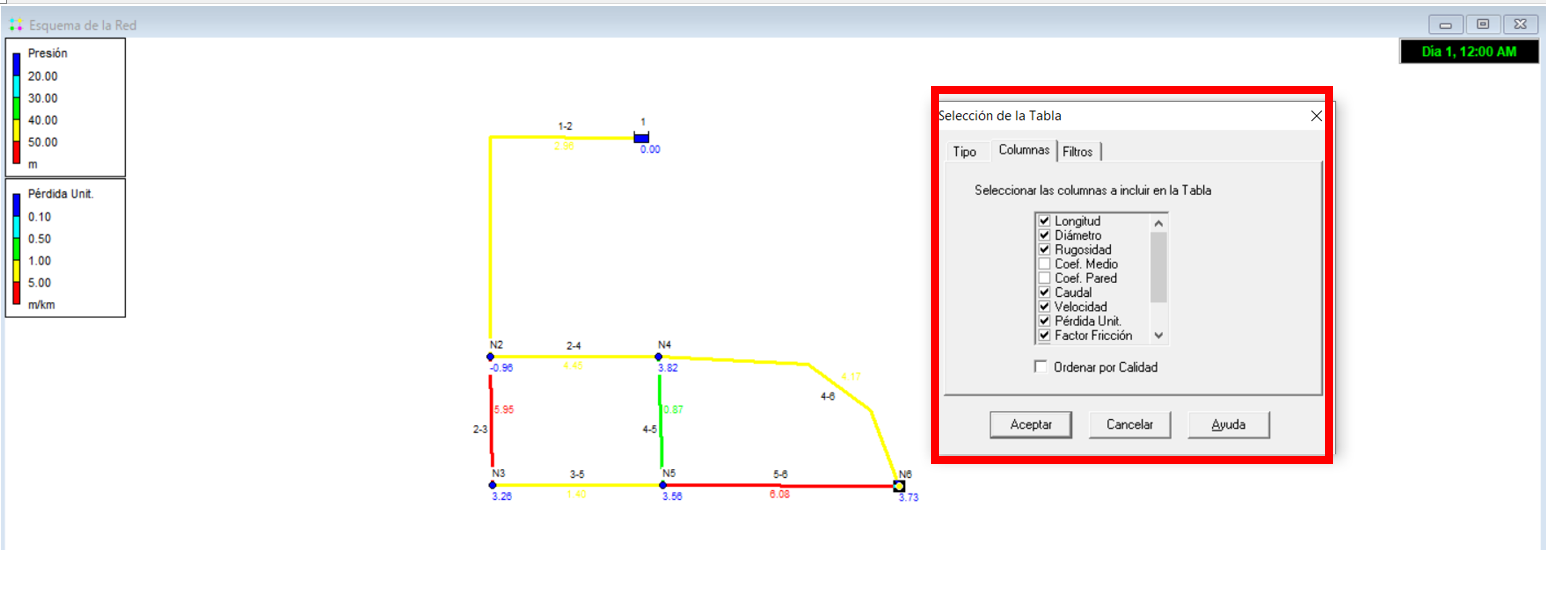 Esquema de la Red
Presión
20.00
30.00
40.00
50.00
m
Pérdida Unit.
0.10
0.50
1.00
5.00
m/km
Dia 1, 12:00 AM
1-2
1
0.00
N2
2-4
N4
-0.96
4.46
3.82
4.17
4-6
5.95
0.87
2-3
4-5
N3
3-5
N5
5-6
N6
3.26
3.56
6.08
3.73
Selección de la Tabla
Tipo
Columnas
Filtros
Seleccionar las columnas a incluir en la Tabla
Longitud
Diámetro
Rugosidad
Coef. Medio
Coef. Pared
Caudal
Velocidad
Pérdida Unit.
Factor Fricción
Ordenar por Calidad
Aceptar
Cancelar
Ayuda